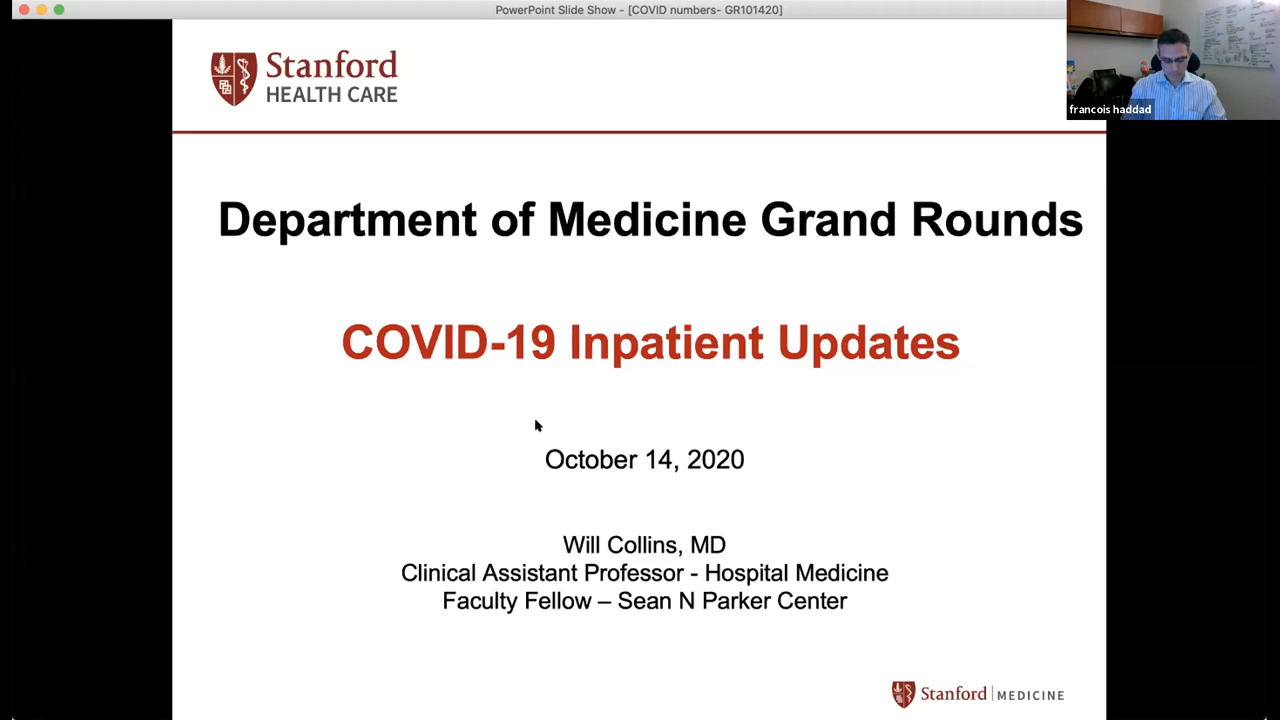 PowerPoint Slide Show - [COVID numbers- GR101420]
Stanford
HEALTH CARE
francois haddad
Department of Medicine Grand Rounds
COVID-19 Inpatient Updates
October 14, 2020
Will Collins, MD
Clinical Assistant Professor - Hospital Medicine
Faculty Fellow – Sean N Parker Center
Stanford MEDICINE